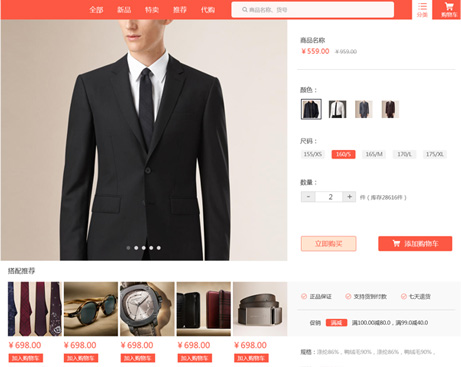 全部 新品 特卖 推荐 代购 商品名称、货号 分类 购物车
商品名称
¥559.00 ¥959.00
颜色：
尺码：
155/XS 160/S 165/M 170/L 175/XL
数量：
- 2 + 件（库存28616件）
立即购买 添加购物车
搭配推荐
¥698.00 ¥698.00 ¥698.00 ¥698.00 ¥698.00
加入购物车 加入购物车 加入购物车 加入购物车 加入购物车
正品保证 支持货到付款 七天退货
促销 满减 满100.00减80.0，满99.0减40.0
规格：涤纶86%，鸭绒毛90%，涤纶86%，鸭绒毛90%，